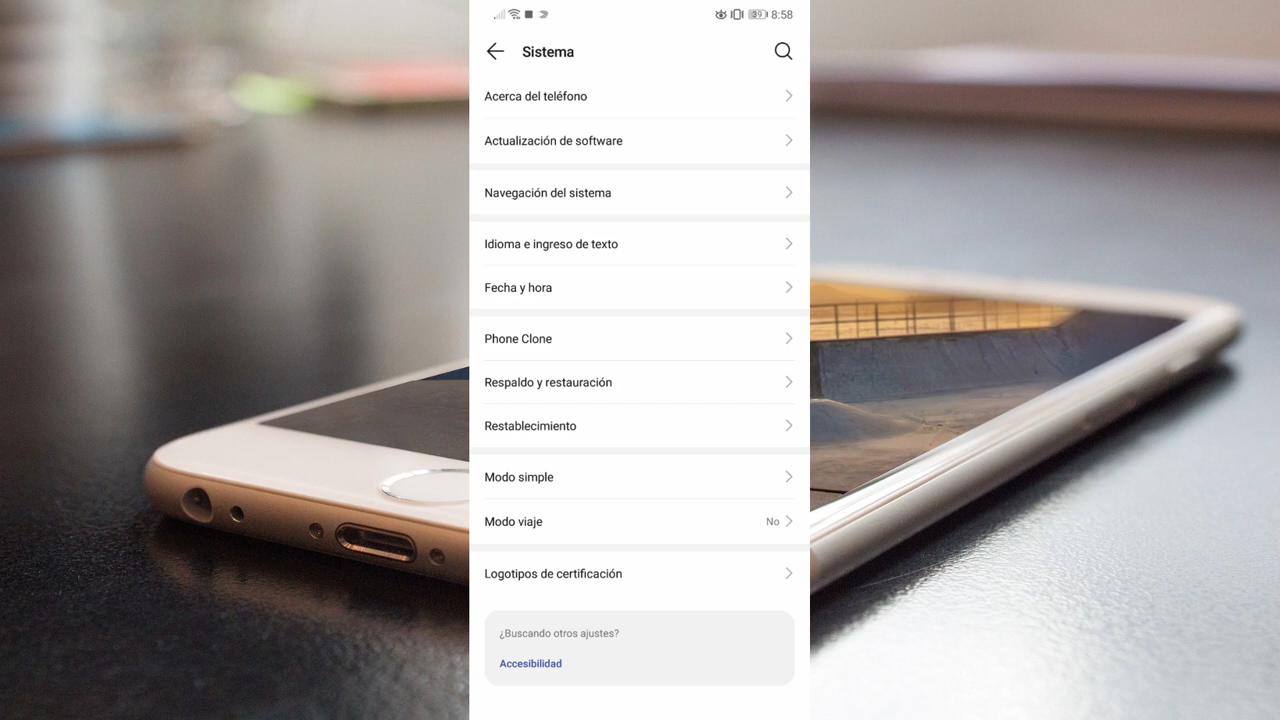 39 8:58
Sistema
Acerca del teléfono
Actualización de software
Navegación del sistema
Idioma e ingreso de texto
Fecha y hora
Phone Clone
Respaldo y restauración
Restablecimiento
Modo simple
Modo viaje No
Logotipos de certificación
¿Buscando otros ajustes?
Accesibilidad